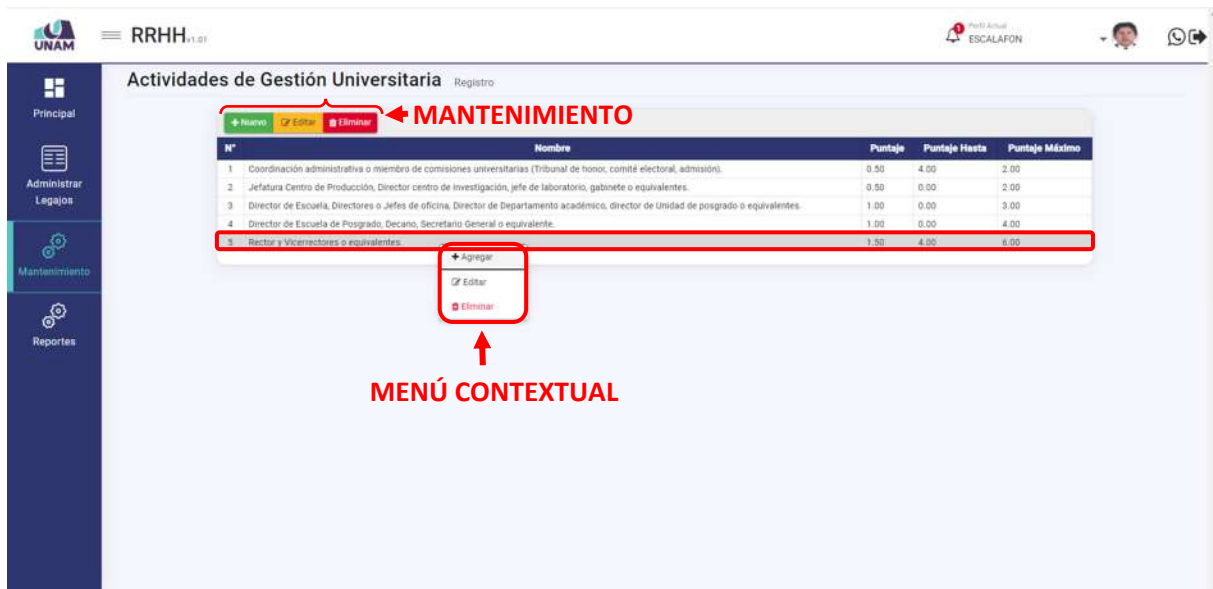 UNAM
RRHH v1.01
Perfil Actual
ESCALAFON
Principal
Administrar
Legajos
Mantenimiento
Reportes
Actividades de Gestión Universitaria Registro
Nuevo Editar Eliminar MANTENIMIENTO
N° Nombre Puntaje Puntaje Hasta Puntaje Máximo
1 Coordinación administrativa o miembro de comisiones universitarias (Tribunal de honor, comité electoral, admisión). 0.50 4.00 2.00
2 Jefatura Centro de Producción, Director centro de investigación, jefe de laboratorio, gabinete o equivalentes. 0.50 0.00 2.00
3 Director de Escuela, Directores o Jefes de oficina, Director de Departamento académico, director de Unidad de posgrado o equivalentes. 1.00 0.00 3.00
4 Director de Escuela de Posgrado, Decano, Secretario General o equivalente. 1.00 0.00 4.00
5 Rector y Vicerrectores o equivalentes. 1.50 4.00 6.00
Agregar
Editar
Eliminar
MENÚ CONTEXTUAL